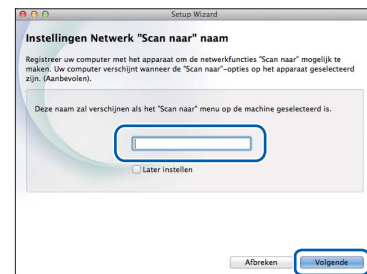 Setup Wizard
Instellingen Netwerk "Scan naar" naam
Registreer uw computer met het apparaat om de netwerkfuncties "Scan naar" mogelijk te
maken. Uw computer verschijnt wanneer de "Scan naar"-opties op het apparaat geselecteerd
zijn. (Aanbevolen).
Deze naam zal verschijnen als het "Scan naar" menu op de machine geselecteerd is.
Later instellen
Afbreken
Volgende